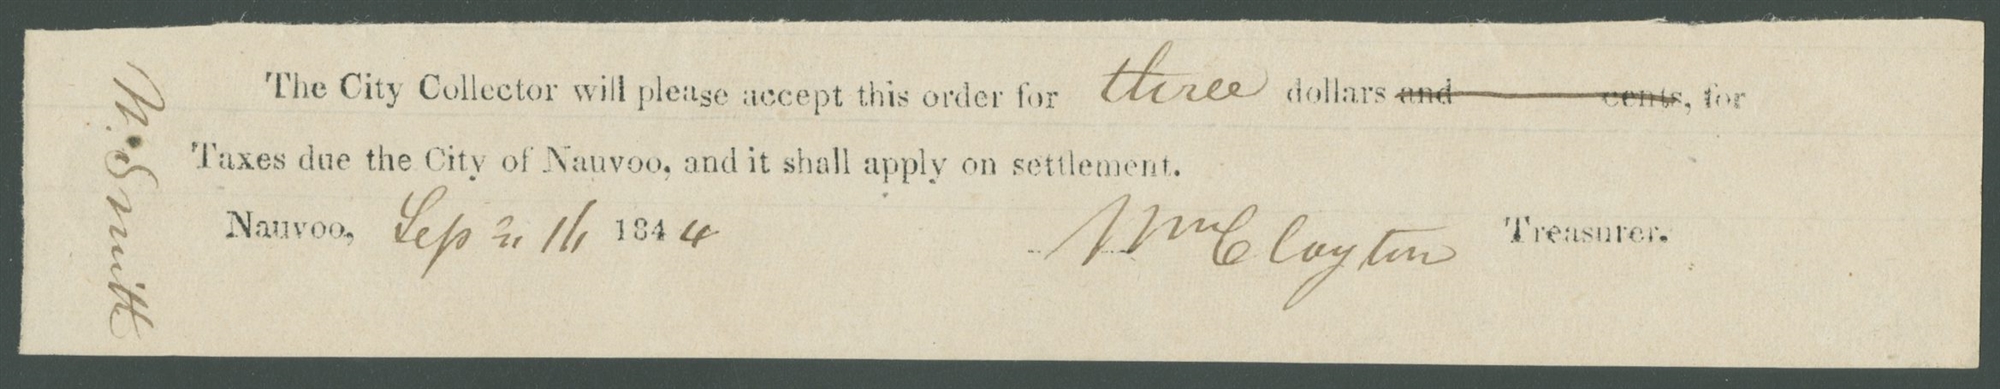 The City Collector will please accept this order for three dollars and cents, for
Taxes due the City of Nauvoo, and it shall apply on settlement.
Nauvoo, Sep 1844 Wm Clayton Treasurer.
Smith